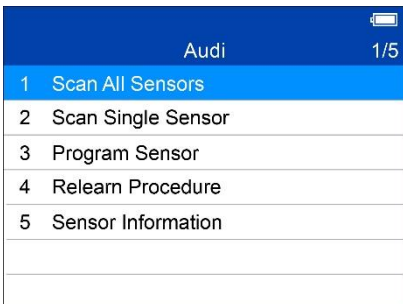 Audi 1/5
1 Scan All Sensors
2 Scan Single Sensor
3 Program Sensor
4 Relearn Procedure
5 Sensor Information